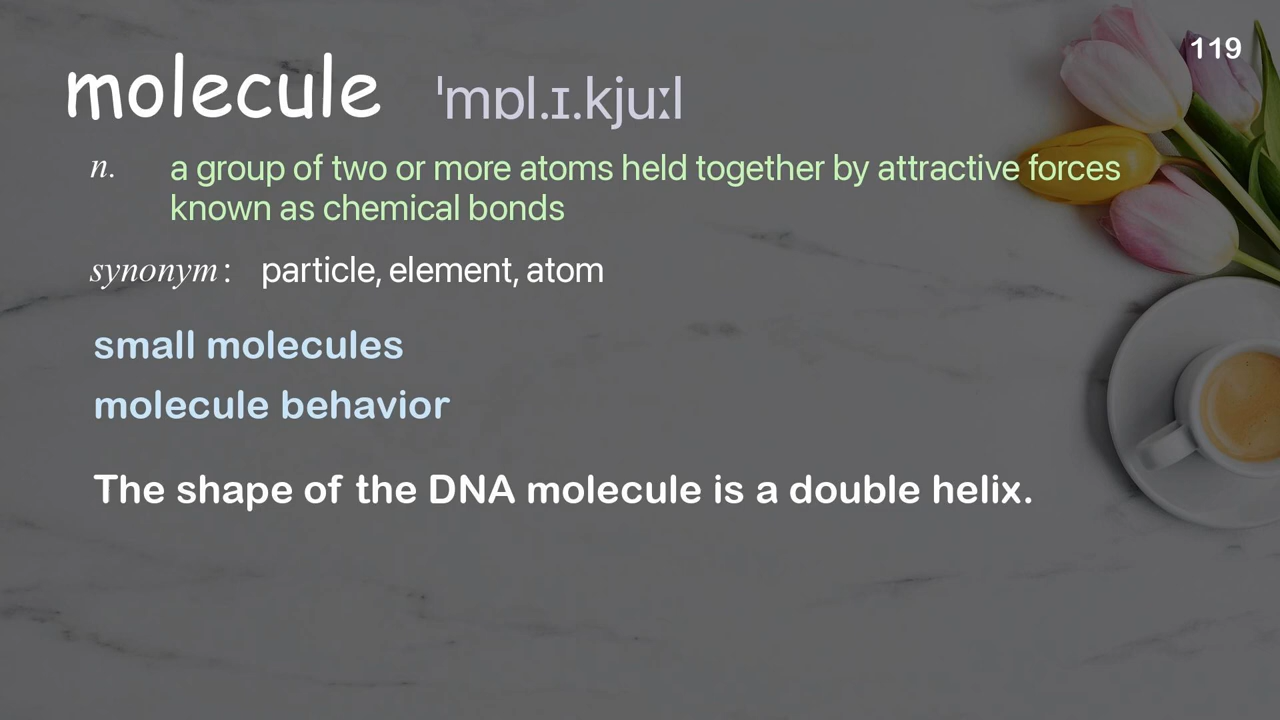 119
molecule ˈmɒl.ɪ.kjuːl
n. a group of two or more atoms held together by attractive forces
known as chemical bonds
synonym: particle, element, atom
small molecules
molecule behavior
The shape of the DNA molecule is a double helix.